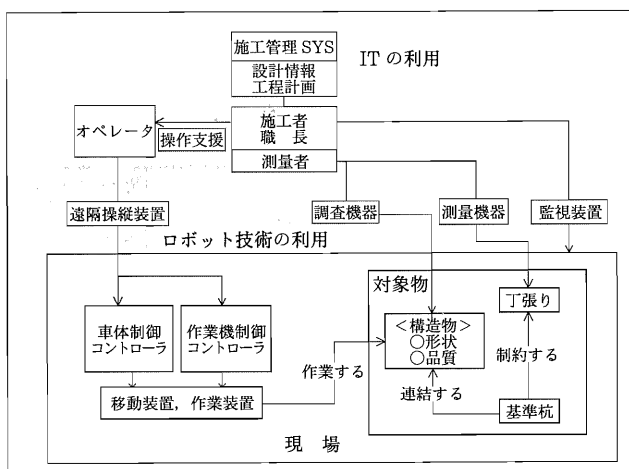 施工管理 SYS
設計情報
工程計画
IT の利用
オペレータ
操作支援
施工者
職 長
測量者
遠隔操縦装置
調査機器
測量機器
監視装置
ロボット技術の利用
対象物
丁張り
車体制御
コントローラ
作業機制御
コントローラ
＜構造物＞
○形状
○品質
制約する
作業する
連結する
移動装置，作業装置
基準杭
現 場